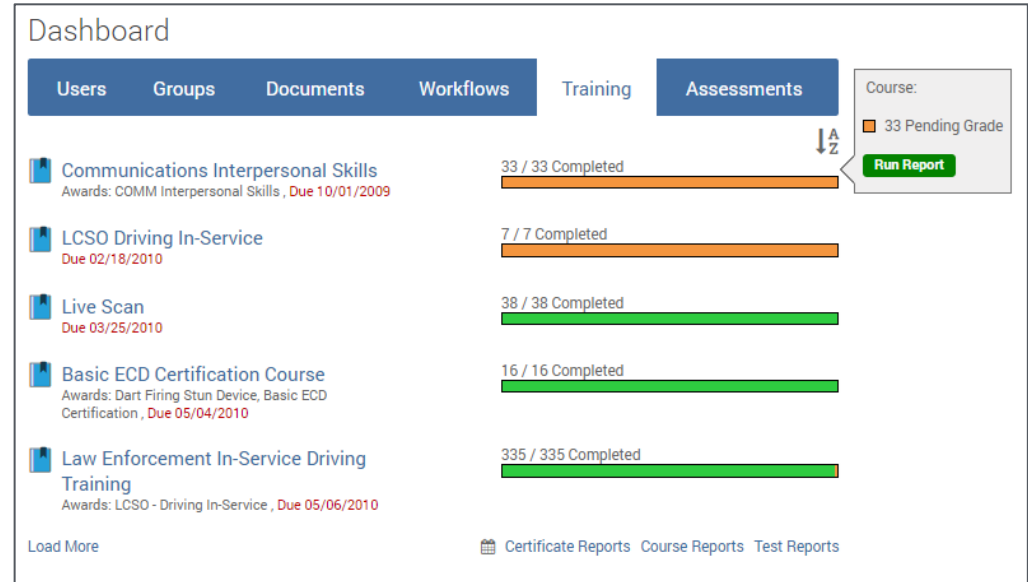 Dashboard
Users Groups Documents Workflows Training Assessments
Course:
33 Pending Grade
Run Report
A
Z
Communications Interpersonal Skills
Awards: COMM Interpersonal Skills , Due 10/01/2009
33 / 33 Completed
LCSO Driving In-Service
Due 02/18/2010
7 / 7 Completed
Live Scan
Due 03/25/2010
38 / 38 Completed
Basic ECD Certification Course
Awards: Dart Firing Stun Device, Basic ECD
Certification , Due 05/04/2010
16 / 16 Completed
Law Enforcement In-Service Driving
Training
Awards: LCSO - Driving In-Service , Due 05/06/2010
335 / 335 Completed
Load More
Certificate Reports Course Reports Test Reports